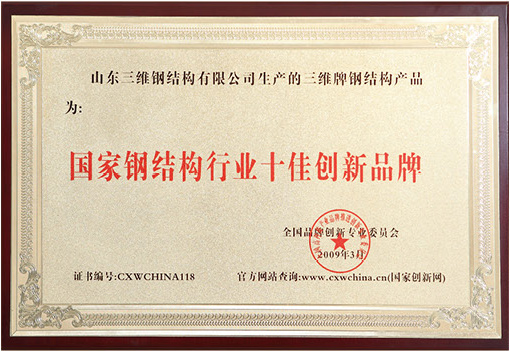 山东三维钢结构有限公司生产的三维牌钢结构产品
为:
国家钢结构行业十佳创新品牌
全国品牌创新专业委员会
2009年3月
证书编号:CXWCHINA118 官方网站查询:www.cxwchina.cn(国家创新网)